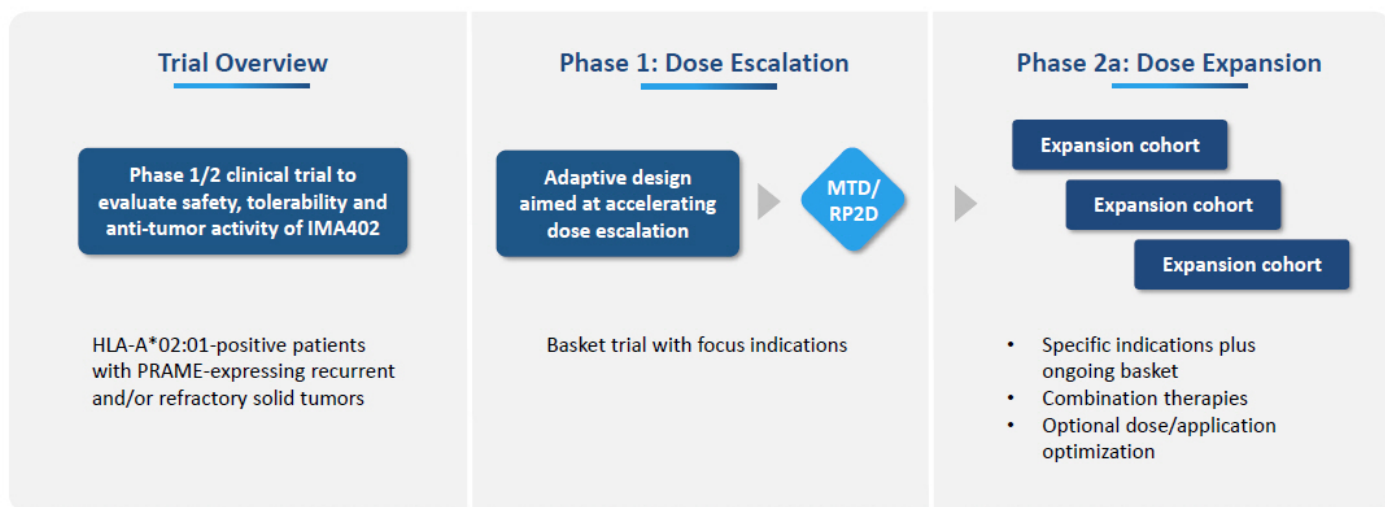 Trial Overview
Phase 1/2 clinical trial to
evaluate safety, tolerability and
anti-tumor activity of IMA402
HLA-A*02:01-positive patients
with PRAME-expressing recurrent
and/or refractory solid tumors
Phase 1: Dose Escalation
Adaptive design
aimed at accelerating
dose escalation
MTD/
RP2D
Basket trial with focus indications
Phase 2a: Dose Expansion
Expansion cohort
Expansion cohort
Expansion cohort
• Specific indications plus
ongoing basket
• Combination therapies
• Optional dose/application
optimization